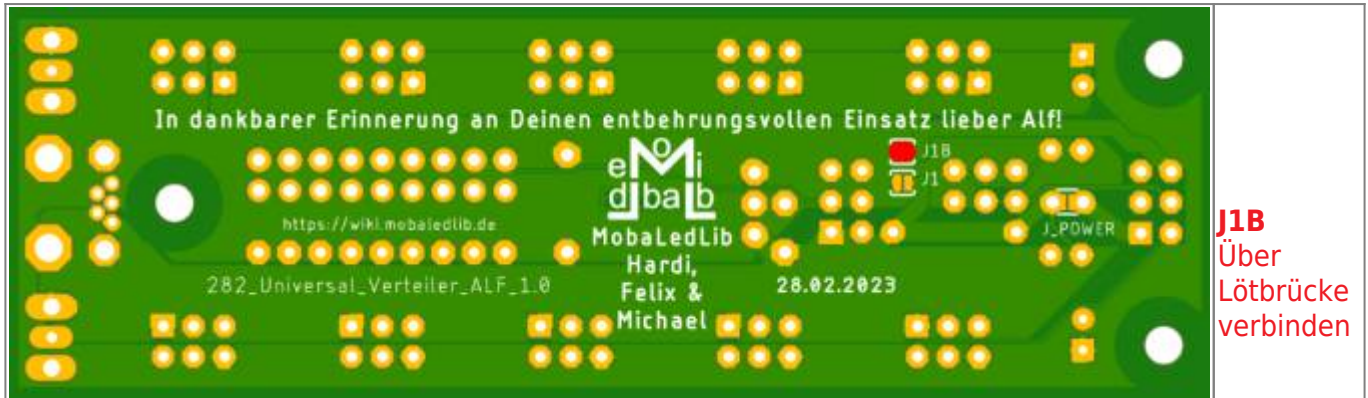 In dankbarer Erinnerung an Deinen entbehrungsvollen Einsatz lieber Alf!
J1B
J1
e M o i
d ba b
https://wiki.mobaledlib.de
J_POWER
MobaLedLib
Hardi,
Felix &
Michael
282_Universal_Verteiler_ALF_1.0
28.02.2023
J1B
Über
Lötbrücke
verbinden